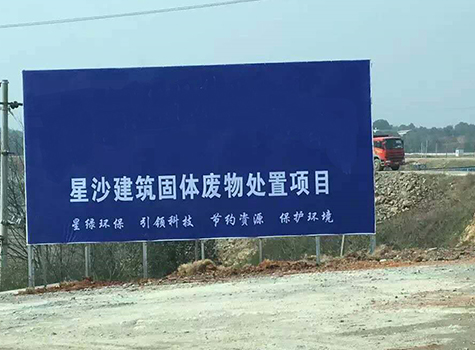 星沙建筑固体废物处置项目
星绿环保 引领科技 节约资源 保护环境